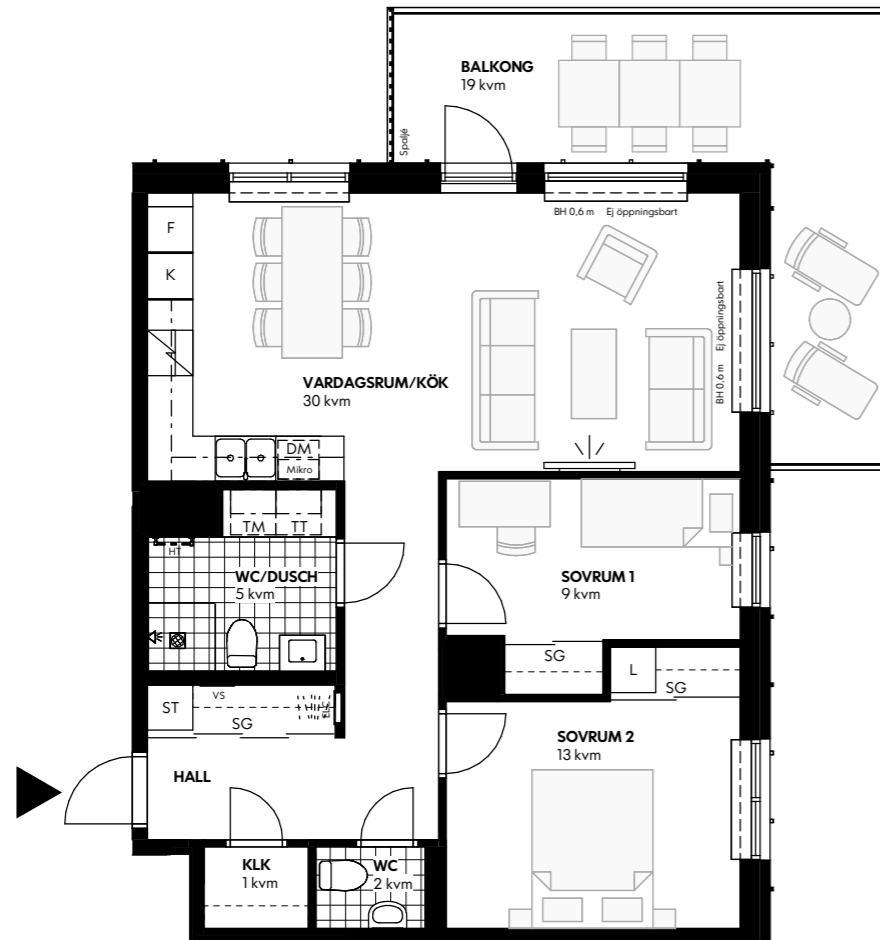 BALKONG
19 kvm
Spaljé
BH 0,6 m Ej öppningsbart
F
K
BH 0,6 m Ej öppningsbart
VARDAGSRUM/KÖK
30 kvm
DM
Mikro
TM TT
HT
WC/DUSCH
5 kvm
SOVRUM 1
9 kvm
SG
L
SG
ST
VS
SG
SOVRUM 2
13 kvm
HALL
KLK
1 kvm
WC
2 kvm